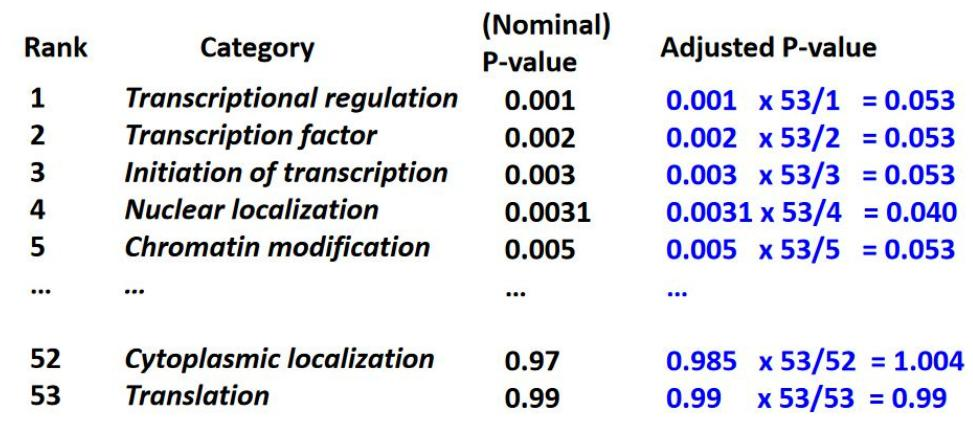 Rank Category (Nominal) P-value Adjusted P-value
1 Transcriptional regulation 0.001 0.001 x 53/1 = 0.053
2 Transcription factor 0.002 0.002 x 53/2 = 0.053
3 Initiation of transcription 0.003 0.003 x 53/3 = 0.053
4 Nuclear localization 0.0031 0.0031 x 53/4 = 0.040
5 Chromatin modification 0.005 0.005 x 53/5 = 0.053
... ... ... ...
52 Cytoplasmic localization 0.97 0.985 x 53/52 = 1.004
53 Translation 0.99 0.99 x 53/53 = 0.99